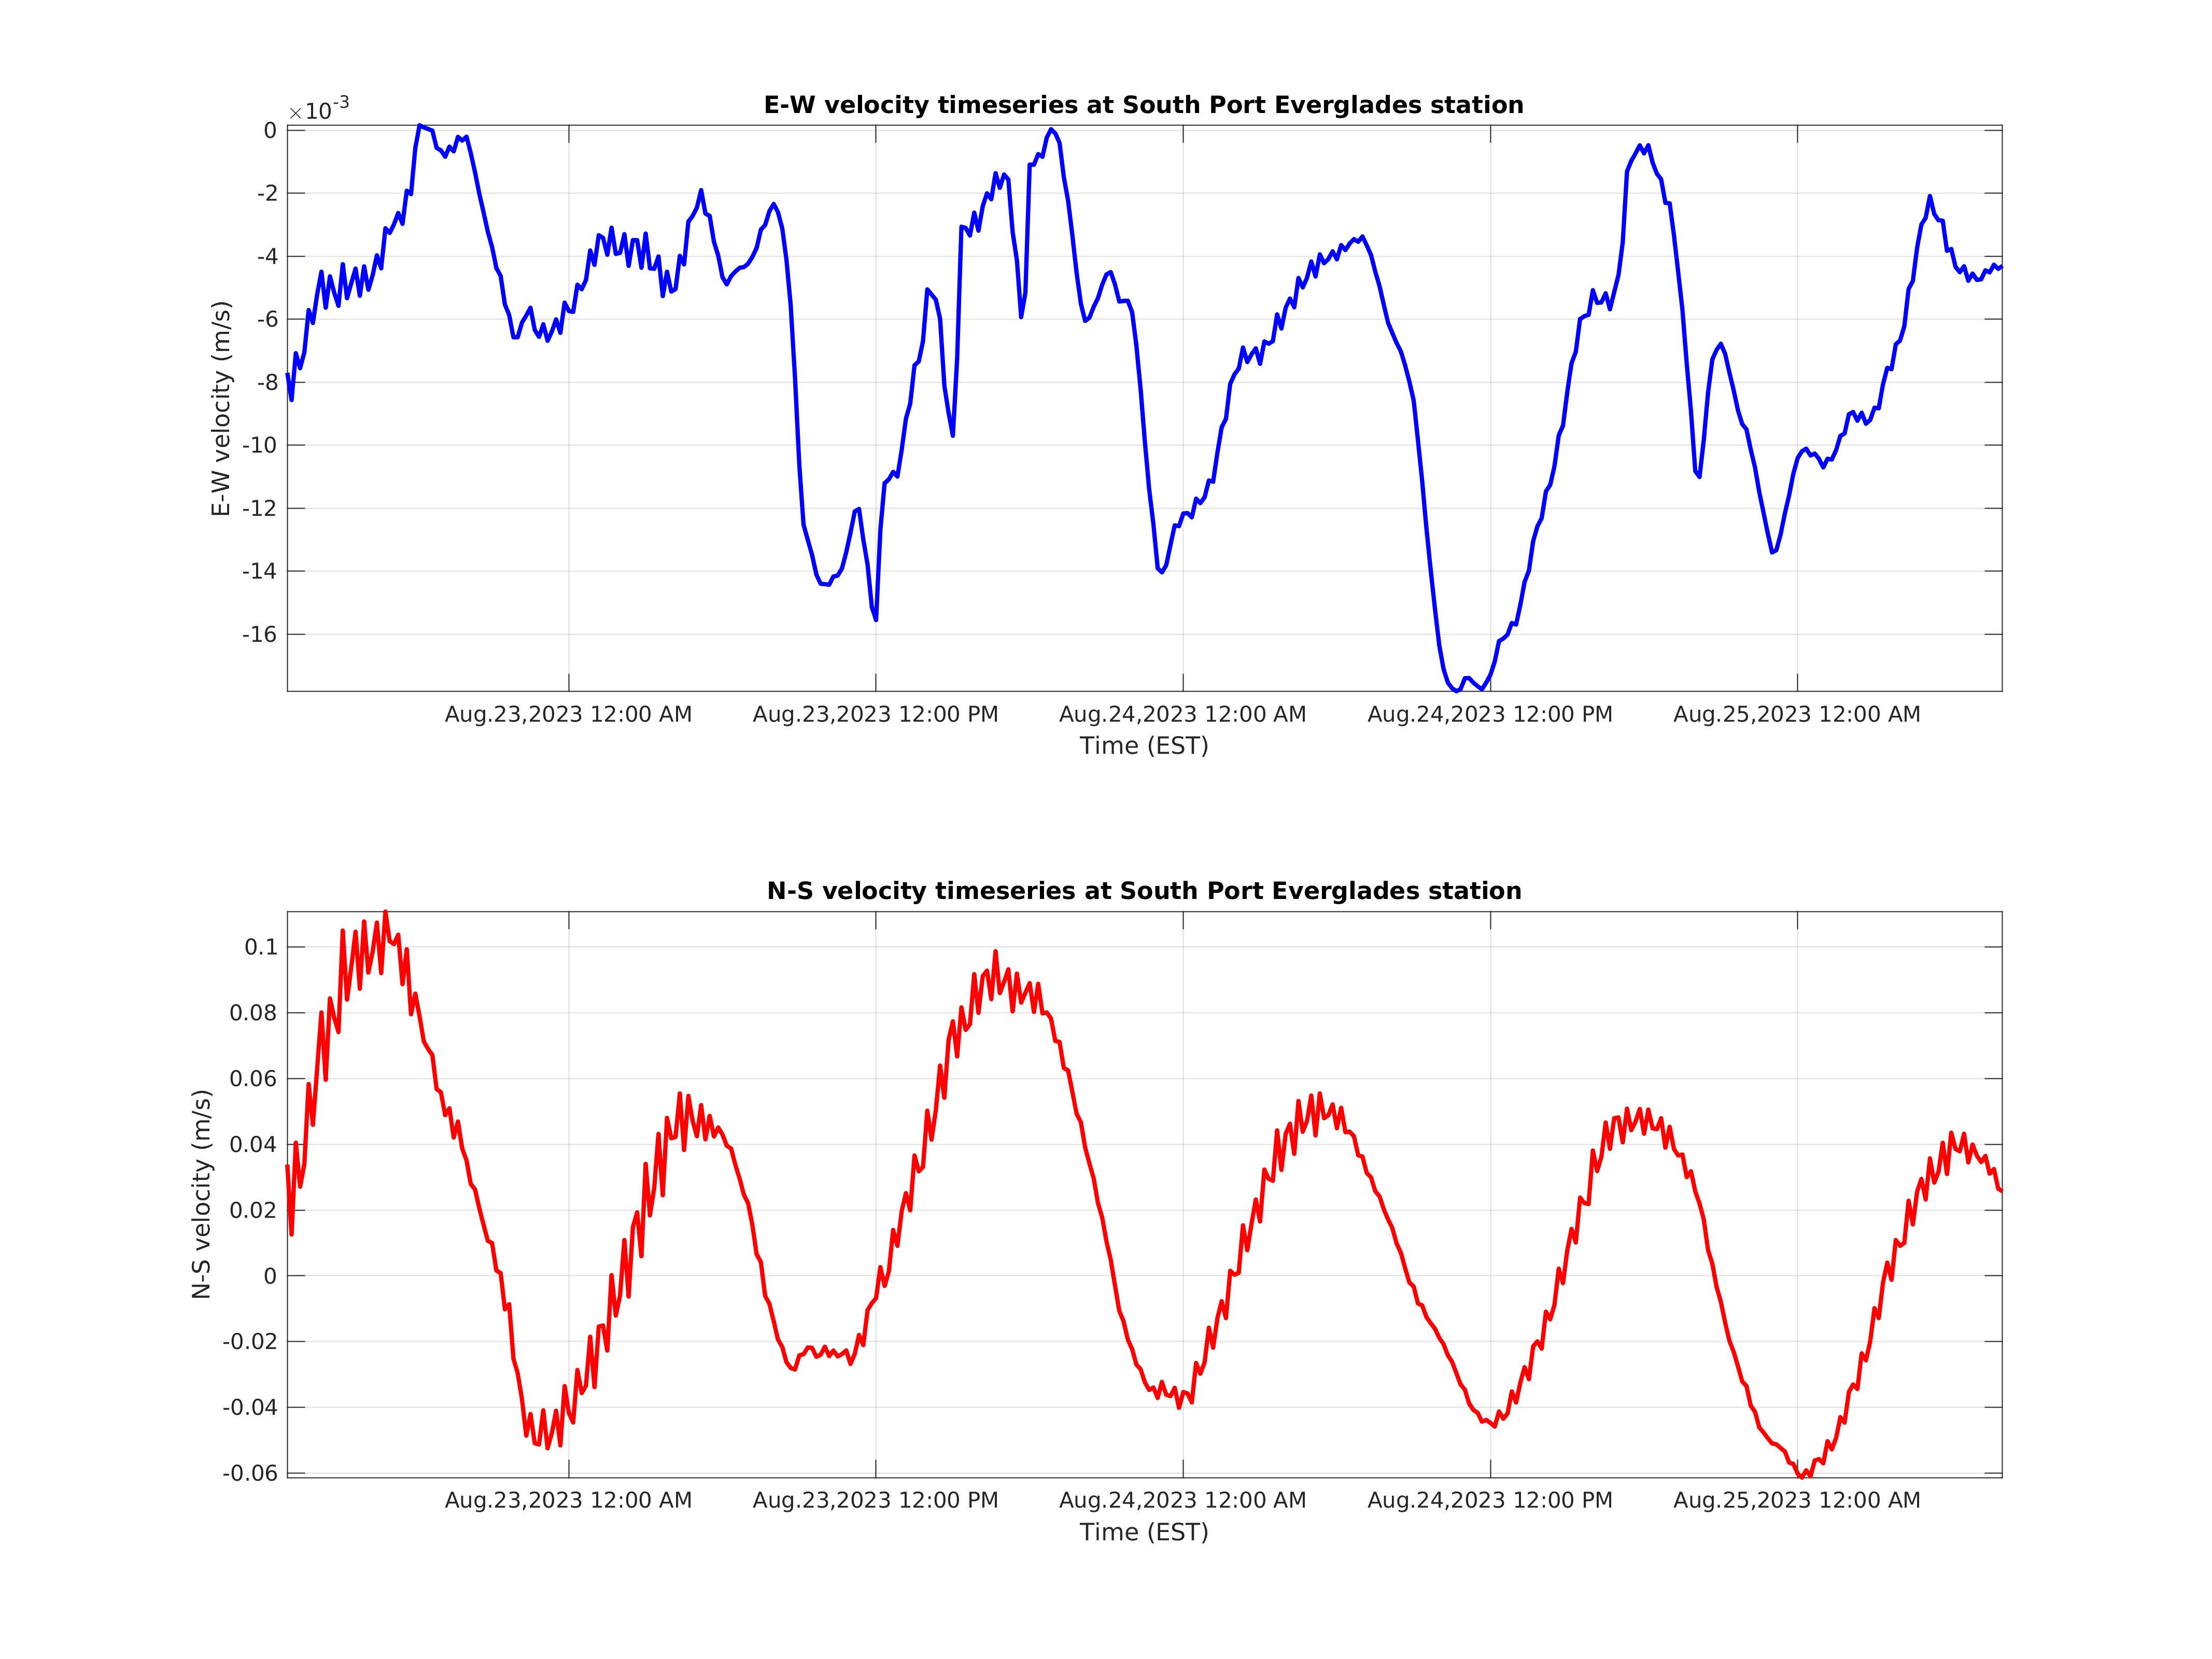 E-W velocity timeseries at South Port Everglades station
×10-3
0
-2
-4
-6
-8
-10
-12
-14
-16
E-W velocity (m/s)
Aug.23,2023 12:00 AM
Aug.23,2023 12:00 PM
Aug.24,2023 12:00 AM
Aug.24,2023 12:00 PM
Aug.25,2023 12:00 AM
Time (EST)
N-S velocity timeseries at South Port Everglades station
0.1
0.08
0.06
0.04
0.02
0
-0.02
-0.04
-0.06
N-S velocity (m/s)
Aug.23,2023 12:00 AM
Aug.23,2023 12:00 PM
Aug.24,2023 12:00 AM
Aug.24,2023 12:00 PM
Aug.25,2023 12:00 AM
Time (EST)